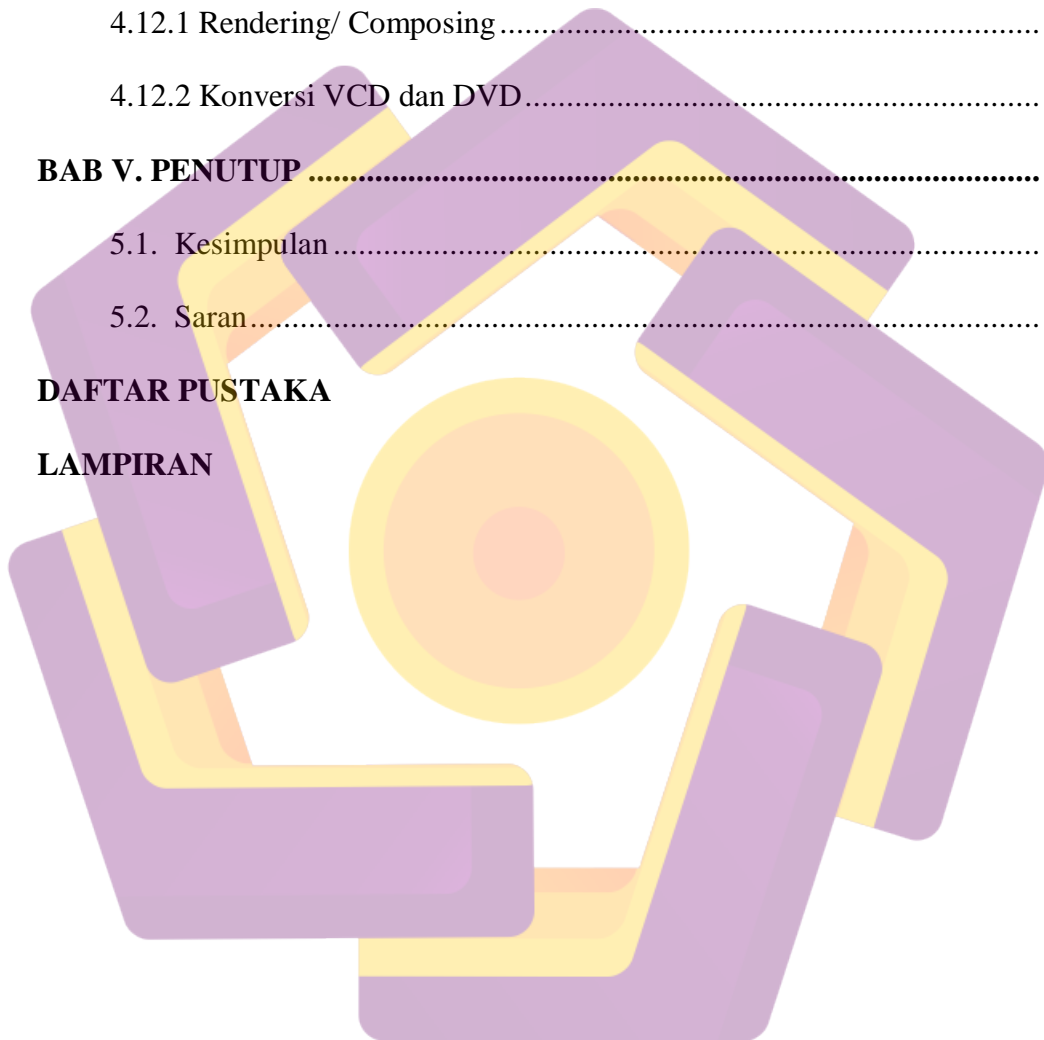 4.12.1 Rendering/ Composing ....................................................................
4.12.2 Konversi VCD dan DVD.................................................................
BAB V. PENUTUP ...............................................................................................
5.1.  Kesimpulan ..........................................................................................
5.2.  Saran.....................................................................................................
DAFTAR PUSTAKA
LAMPIRAN